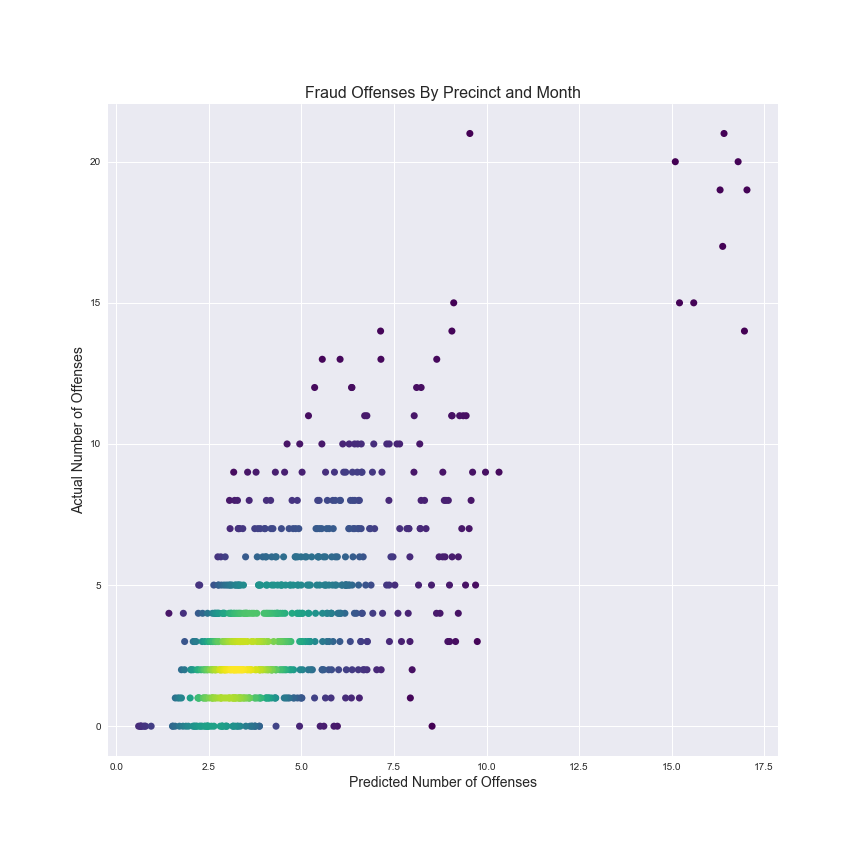 Fraud Offenses By Precinct and Month
Actual Number of Offenses
20
15
10
5
0
0.0 2.5 5.0 7.5 10.0 12.5 15.0 17.5
Predicted Number of Offenses